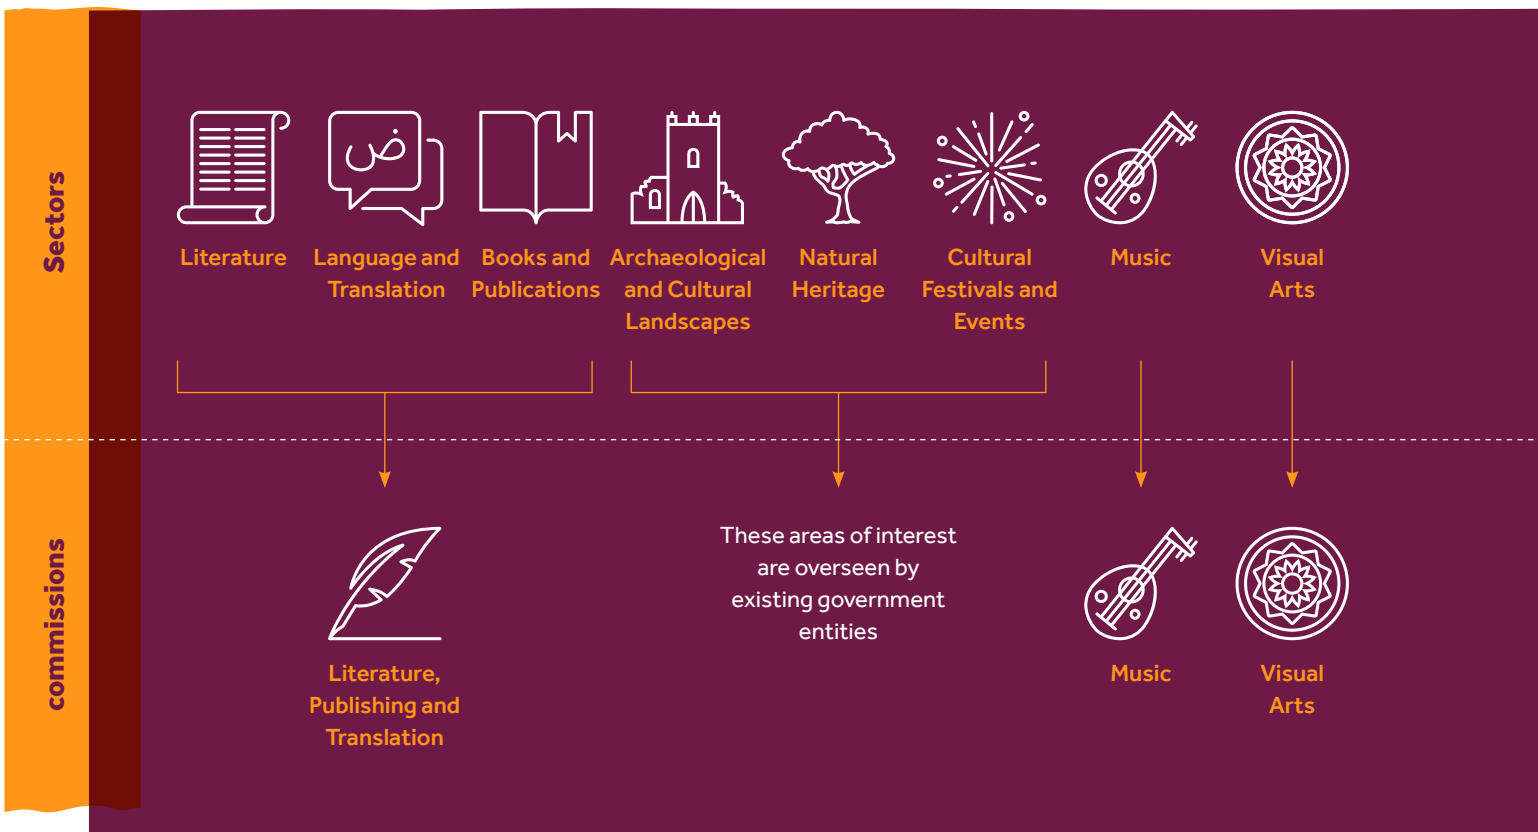 Sectors
ض
Literature
Language and
Translation
Books and
Publications
Archaeological
and Cultural
Landscapes
Natural
Heritage
Cultural
Festivals and
Events
Music
Visual
Arts
commissions
Literature,
Publishing and
Translation
These areas of interest
are overseen by
existing government
entities
Music
Visual
Arts